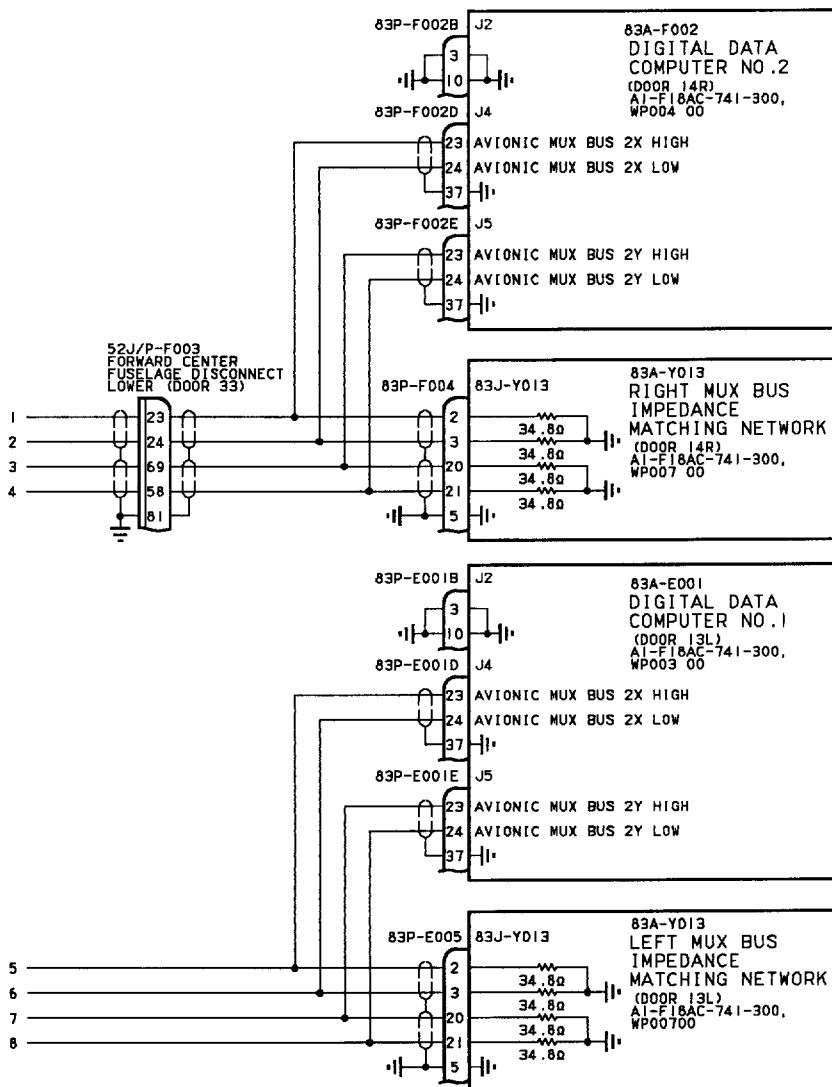 83P-F002B J2
3
10
83A-F002
DIGITAL DATA
COMPUTER NO.2
(DOOR 14R)
A1-F18AC-741-300,
WP004 00
83P-F002D J4
23 AVIONIC MUX BUS 2X HIGH
24 AVIONIC MUX BUS 2X LOW
37
83P-F002E J5
23 AVIONIC MUX BUS 2Y HIGH
24 AVIONIC MUX BUS 2Y LOW
37
52J/P-F003
FORWARD CENTER
FUSELAGE DISCONNECT
LOWER (DOOR 33)
1 23
2 24
3 69
4 58
81
83P-F004 83J-Y013
2
34.8Ω
3
34.8Ω
20
34.8Ω
21
34.8Ω
5
83A-Y013
RIGHT MUX BUS
IMPEDANCE
MATCHING NETWORK
(DOOR 14R)
A1-F18AC-741-300,
WP007 00
83P-E001B J2
3
10
83A-E001
DIGITAL DATA
COMPUTER NO.1
(DOOR 13L)
A1-F18AC-741-300,
WP003 00
83P-E001D J4
23 AVIONIC MUX BUS 2X HIGH
24 AVIONIC MUX BUS 2X LOW
37
83P-E001E J5
23 AVIONIC MUX BUS 2Y HIGH
24 AVIONIC MUX BUS 2Y LOW
37
5
6
7
8
83P-E005 83J-Y013
2
34.8Ω
3
34.8Ω
20
34.8Ω
21
34.8Ω
5
83A-Y013
LEFT MUX BUS
IMPEDANCE
MATCHING NETWORK
(DOOR 13L)
A1-F18AC-741-300,
WP00700